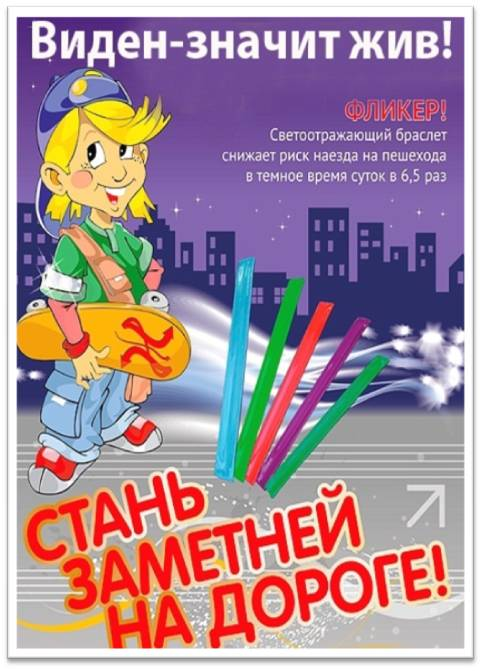 Виден-значит жив!
ФЛИКЕР!
Светоотражающий браслет
снижает риск наезда на пешехода
в темное время суток в 6,5 раз
СТАНЬ
ЗАМЕТНЕЙ
НА ДОРОГЕ!